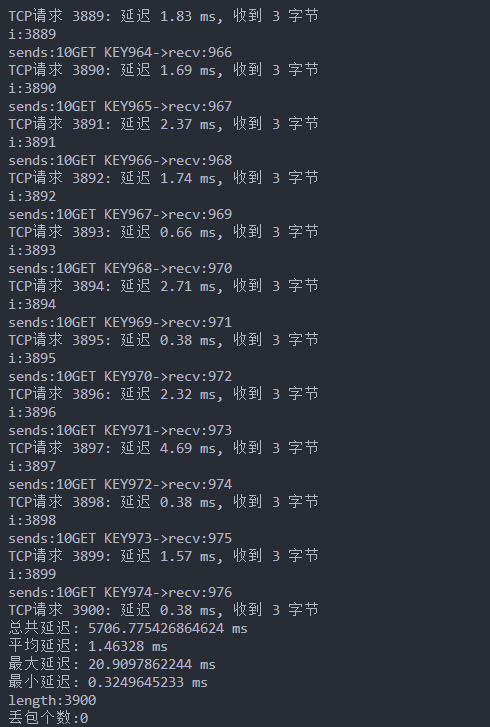 TCP请求 3889: 延迟 1.83 ms, 收到 3 字节
i:3889
sends:10GET KEY964->recv:966
TCP请求 3890: 延迟 1.69 ms, 收到 3 字节
i:3890
sends:10GET KEY965->recv:967
TCP请求 3891: 延迟 2.37 ms, 收到 3 字节
i:3891
sends:10GET KEY966->recv:968
TCP请求 3892: 延迟 1.74 ms, 收到 3 字节
i:3892
sends:10GET KEY967->recv:969
TCP请求 3893: 延迟 0.66 ms, 收到 3 字节
i:3893
sends:10GET KEY968->recv:970
TCP请求 3894: 延迟 2.71 ms, 收到 3 字节
i:3894
sends:10GET KEY969->recv:971
TCP请求 3895: 延迟 0.38 ms, 收到 3 字节
i:3895
sends:10GET KEY970->recv:972
TCP请求 3896: 延迟 2.32 ms, 收到 3 字节
i:3896
sends:10GET KEY971->recv:973
TCP请求 3897: 延迟 4.69 ms, 收到 3 字节
i:3897
sends:10GET KEY972->recv:974
TCP请求 3898: 延迟 0.38 ms, 收到 3 字节
i:3898
sends:10GET KEY973->recv:975
TCP请求 3899: 延迟 1.57 ms, 收到 3 字节
i:3899
sends:10GET KEY974->recv:976
TCP请求 3900: 延迟 0.38 ms, 收到 3 字节
总共延迟: 5706.775426864624 ms
平均延迟: 1.46328 ms
最大延迟: 20.9097862244 ms
最小延迟: 0.3249645233 ms
length:3900
丢包个数:0